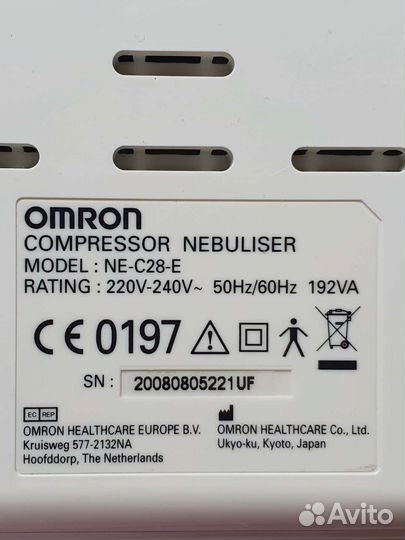 OMRON
COMPRESSOR NEBULISER
MODEL : NE-C28-E
RATING : 220V-240V~ 50Hz/60Hz 192VA
CE 0197
SN : 20080805221UF
EC REP
OMRON HEALTHCARE EUROPE B.V.
Kruisweg 577-2132NA
Hoofddorp, The Netherlands
OMRON HEALTHCARE Co., Ltd.
Ukyo-ku, Kyoto, Japan
Avito